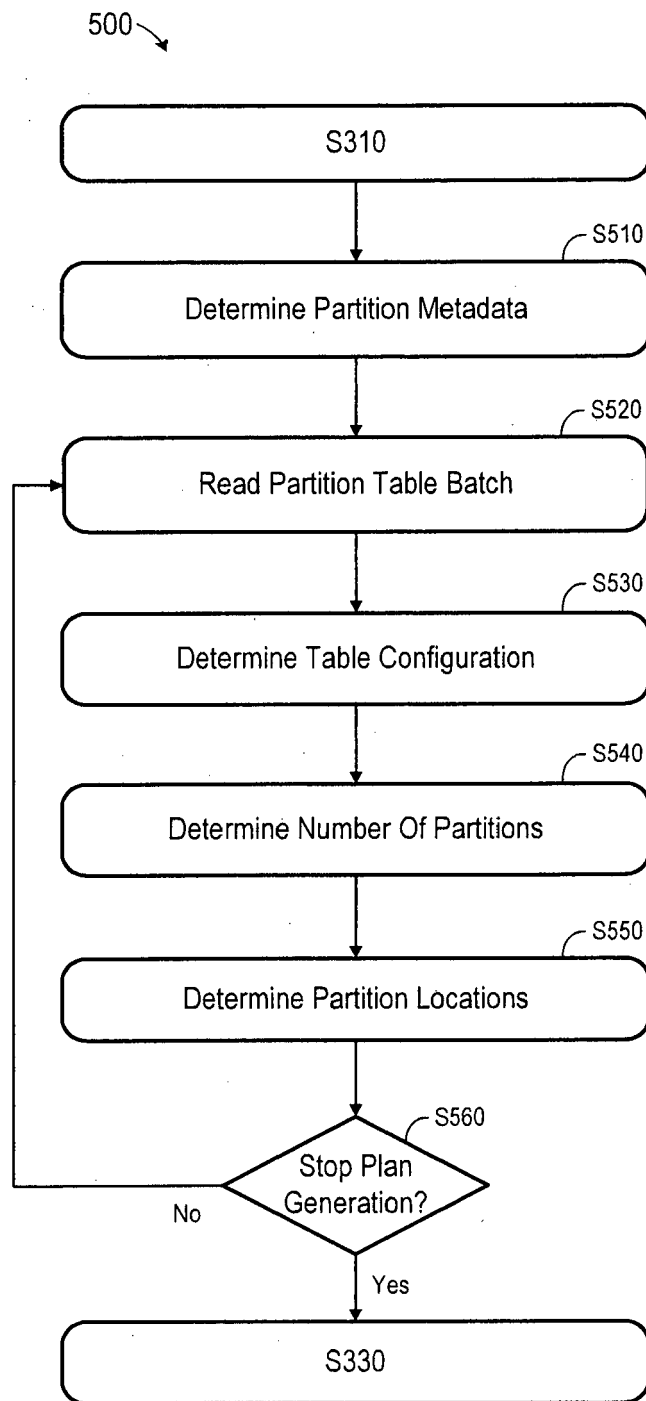 500
S310
S510
Determine Partition Metadata
S520
Read Partition Table Batch
S530
Determine Table Configuration
S540
Determine Number Of Partitions
S550
Determine Partition Locations
S560
Stop Plan
Generation?
No
Yes
S330